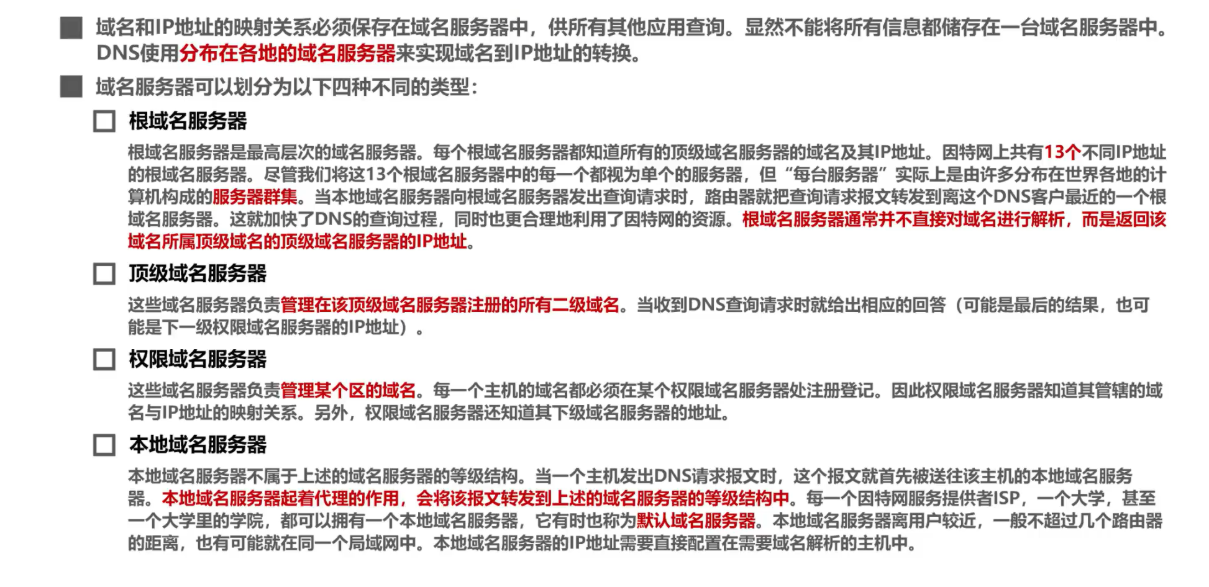 域名和IP地址的映射关系必须保存在域名服务器中，供所有其他应用查询。显然不能将所有信息都储存在一台域名服务器中。
DNS使用分布在各地的域名服务器来实现域名到IP地址的转换。
域名服务器可以划分为以下四种不同的类型：
根域名服务器
根域名服务器是最高层次的域名服务器。每个根域名服务器都知道所有的顶级域名服务器的域名及其IP地址。因特网上共有13个不同IP地址
的根域名服务器。尽管我们将这13个根域名服务器中的每一个都视为单个的服务器，但“每台服务器”实际上是由许多分布在世界各地的计
算机构成的服务器群集。当本地域名服务器向根域名服务器发出查询请求时，路由器就把查询请求报文转发到离这个DNS客户最近的一个根
域名服务器。这就加快了DNS的查询过程，同时也更合理地利用了因特网的资源。根域名服务器通常并不直接对域名进行解析，而是返回该
域名所属顶级域名的顶级域名服务器的IP地址。
顶级域名服务器
这些域名服务器负责管理在该顶级域名服务器注册的所有二级域名。当收到DNS查询请求时就给出相应的回答（可能是最后的结果，也可
能是下一级权限域名服务器的IP地址）。
权限域名服务器
这些域名服务器负责管理某个区的域名。每一个主机的域名都必须在某个权限域名服务器处注册登记。因此权限域名服务器知道其管辖的域
名与IP地址的映射关系。另外，权限域名服务器还知道其下级域名服务器的地址。
本地域名服务器
本地域名服务器不属于上述的域名服务器的等级结构。当一个主机发出DNS请求报文时，这个报文就首先被送往该主机的本地域名服务
器。本地域名服务器起着代理的作用，会将该报文转发到上述的域名服务器的等级结构中。每一个因特网服务提供者ISP，一个大学，甚至
一个大学里的学院，都可以拥有一个本地域名服务器，它有时也称为默认域名服务器。本地域名服务器离用户较近，一般不超过几个路由器
的距离，也有可能就在同一个局域网中。本地域名服务器的IP地址需要直接配置在需要域名解析的主机中。